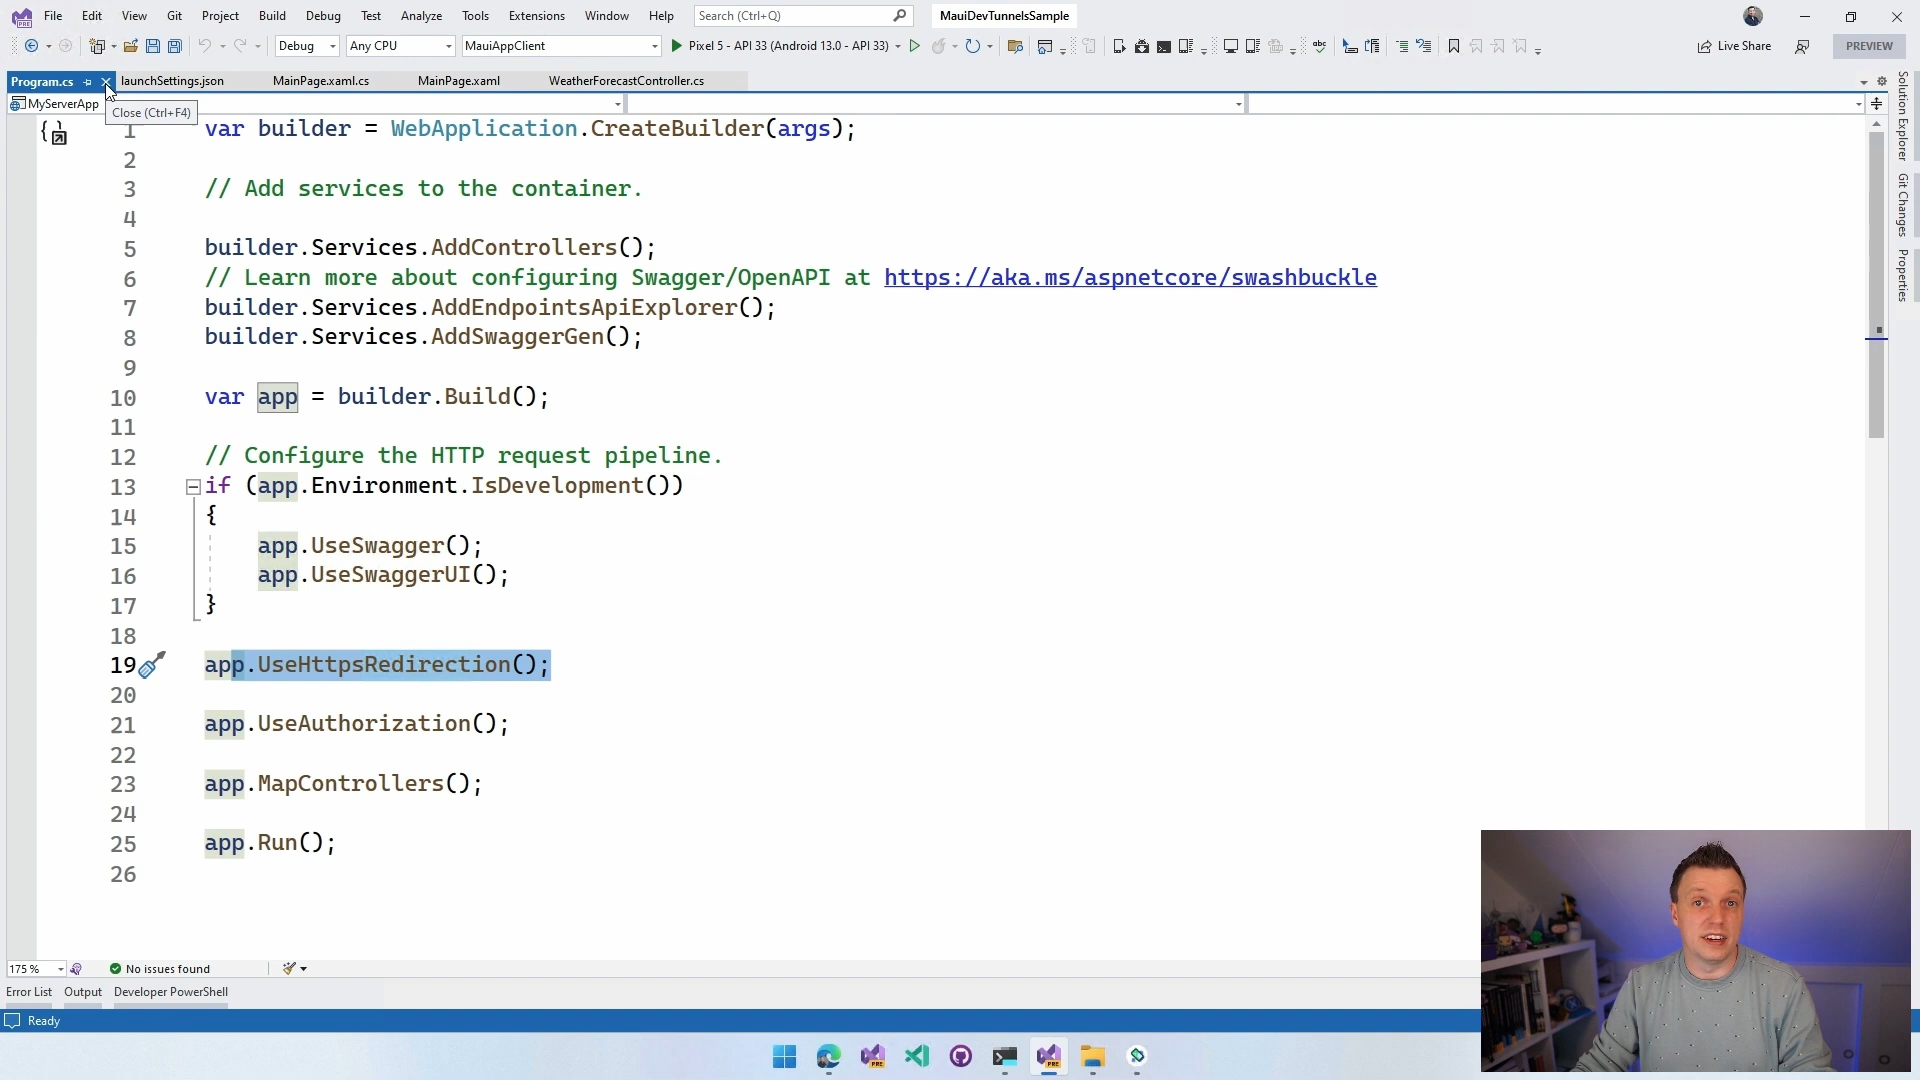 File Edit View Git Project Build Debug Test Analyze Tools Extensions Window Help Search (Ctrl+Q) MauiDevTunnelsSample
Debug Any CPU MauiAppClient Pixel 5 - API 33 (Android 13.0 - API 33) Live Share PREVIEW
Program.cs launchSettings.json MainPage.xaml.cs MainPage.xaml WeatherForecastController.cs
MyServerApp
Close (Ctrl+F4)
1 var builder = WebApplication.CreateBuilder(args);
2
3 // Add services to the container.
4
5 builder.Services.AddControllers();
6 // Learn more about configuring Swagger/OpenAPI at https://aka.ms/aspnetcore/swashbuckle
7 builder.Services.AddEndpointsApiExplorer();
8 builder.Services.AddSwaggerGen();
9
10 var app = builder.Build();
11
12 // Configure the HTTP request pipeline.
13 if (app.Environment.IsDevelopment())
14 {
15 app.UseSwagger();
16 app.UseSwaggerUI();
17 }
18
19 app.UseHttpsRedirection();
20
21 app.UseAuthorization();
22
23 app.MapControllers();
24
25 app.Run();
26
Solution Explorer
Git Changes
Properties
175 % No issues found
Error List Output Developer PowerShell
Ready